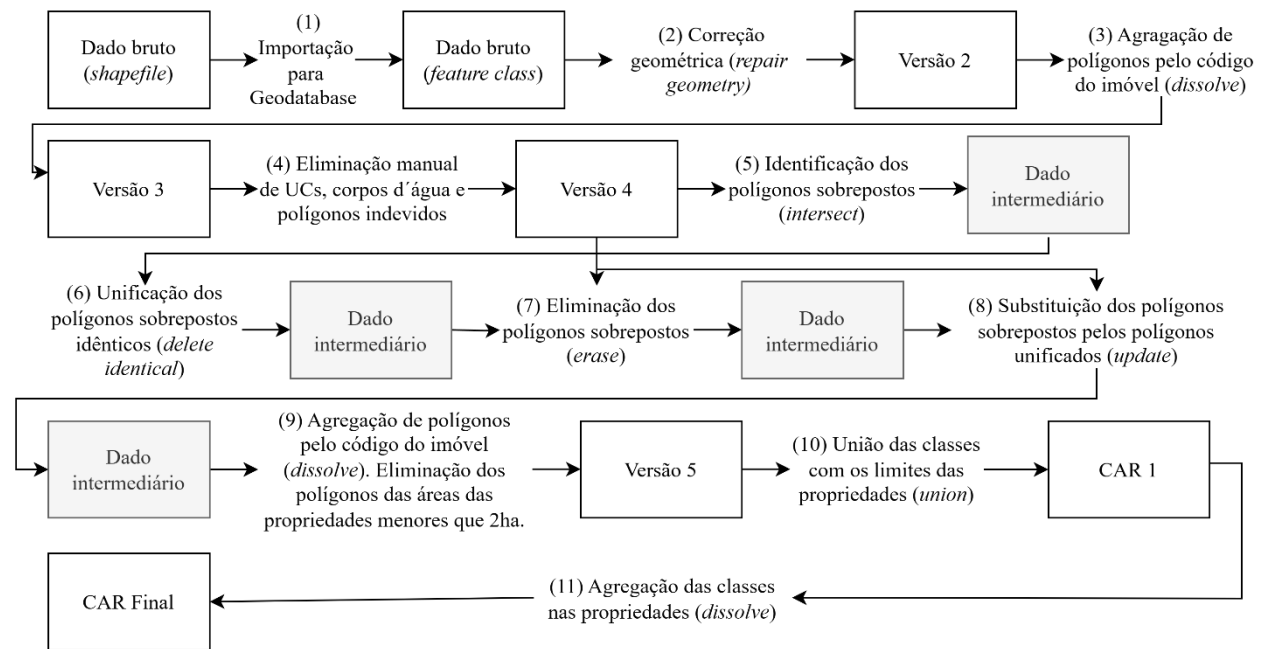 Dado bruto
(shapefile)
(1)
Importação
para
Geodatabase
Dado bruto
(feature class)
(2) Correção
geométrica (repair
geometry)
Versão 2
(3) Agragação de
polígonos pelo código
do imóvel (dissolve)
Versão 3
(4) Eliminação manual
de UCs, corpos d´água e
polígonos indevidos
Versão 4
(5) Identificação dos
polígonos sobrepostos
(intersect)
Dado
intermediário
(6) Unificação dos
polígonos sobrepostos
idênticos (delete
identical)
Dado
intermediário
(7) Eliminação dos
polígonos sobrepostos
(erase)
Dado
intermediário
(8) Substituição dos polígonos
sobrepostos pelos polígonos
unificados (update)
Dado
intermediário
(9) Agregação de polígonos
pelo código do imóvel
(dissolve). Eliminação dos
polígonos das áreas das
propriedades menores que 2ha.
Versão 5
(10) União das classes
com os limites das
propriedades (union)
CAR 1
(11) Agregação das classes
nas propriedades (dissolve)
CAR Final